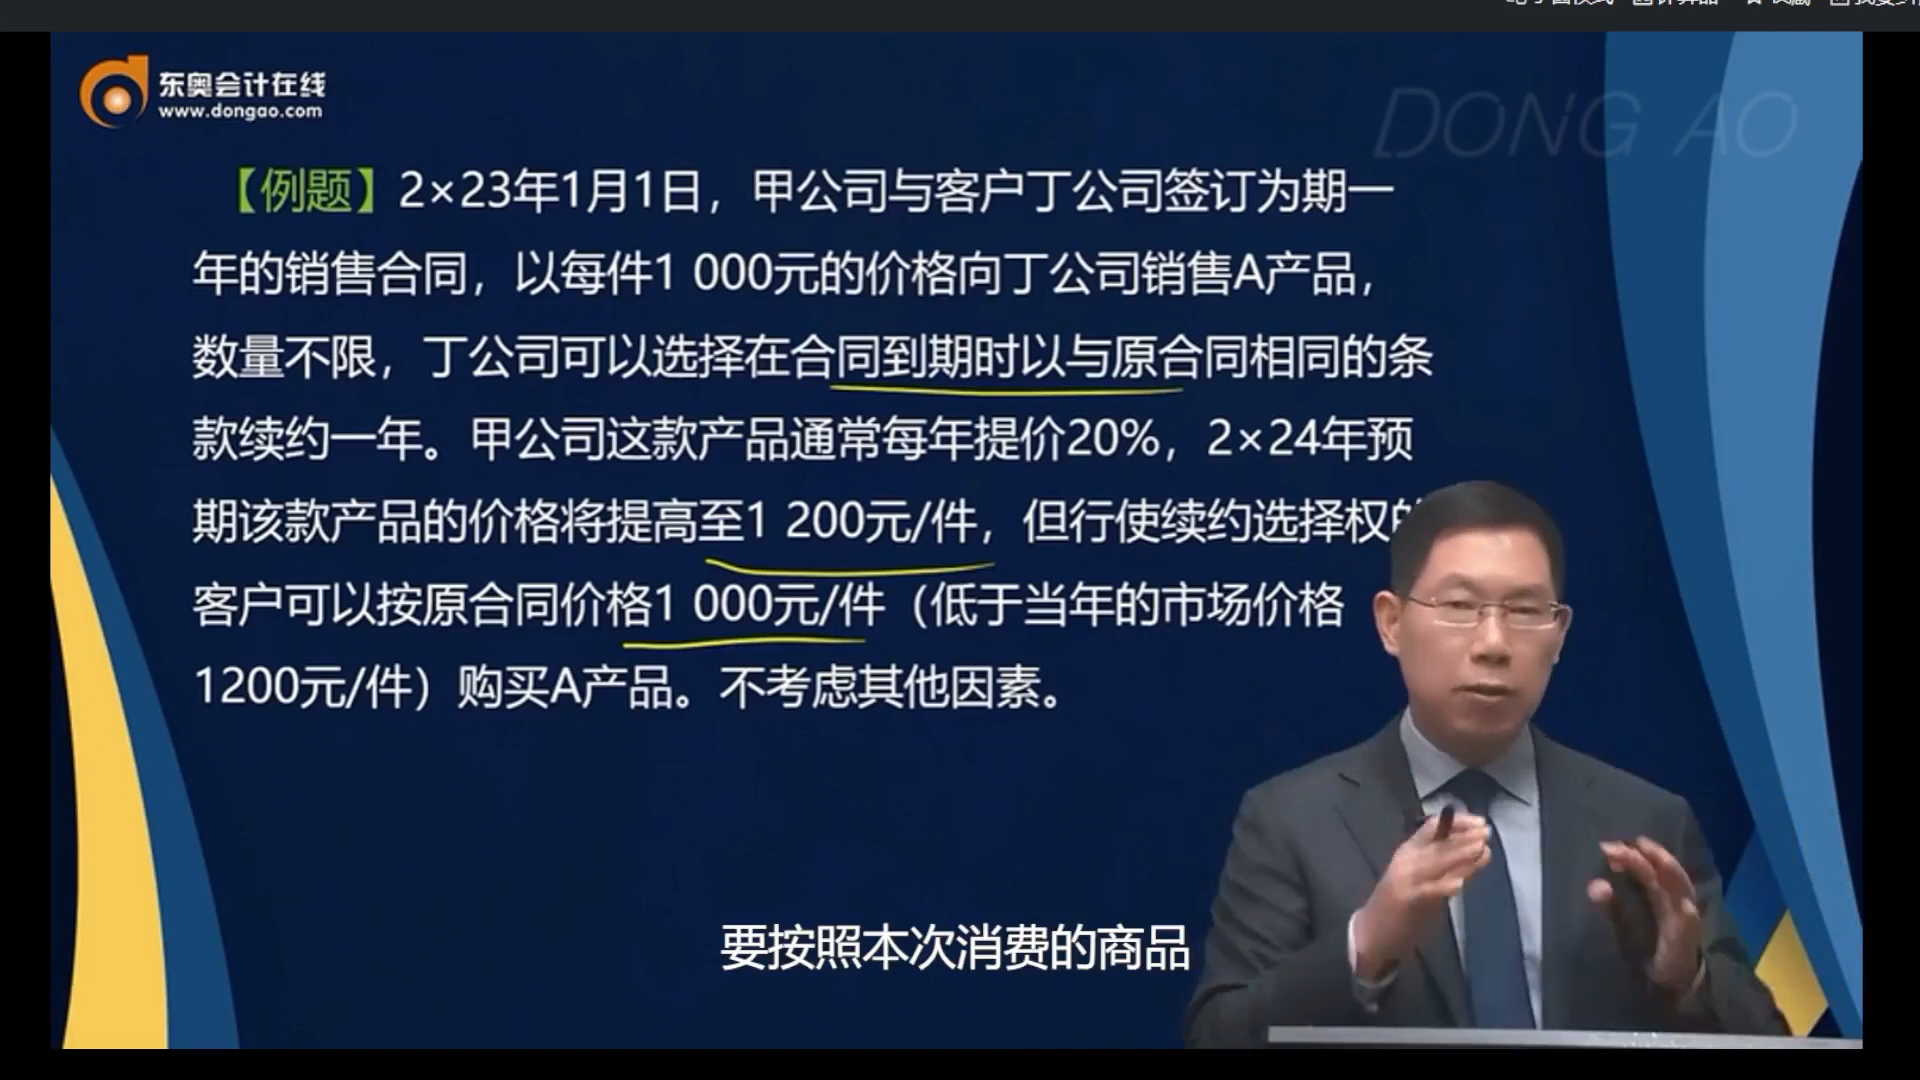 东奥会计在线
www.dongao.com
DONG AO
【例题】2×23年1月1日，甲公司与客户丁公司签订为期一
年的销售合同，以每件1 000元的价格向丁公司销售A产品，
数量不限，丁公司可以选择在合同到期时以与原合同相同的条
款续约一年。甲公司这款产品通常每年提价20%，2×24年预
期该款产品的价格将提高至1 200元/件，但行使续约选择权
客户可以按原合同价格1 000元/件（低于当年的市场价格
1200元/件）购买A产品。不考虑其他因素。
要按照本次消费的商品